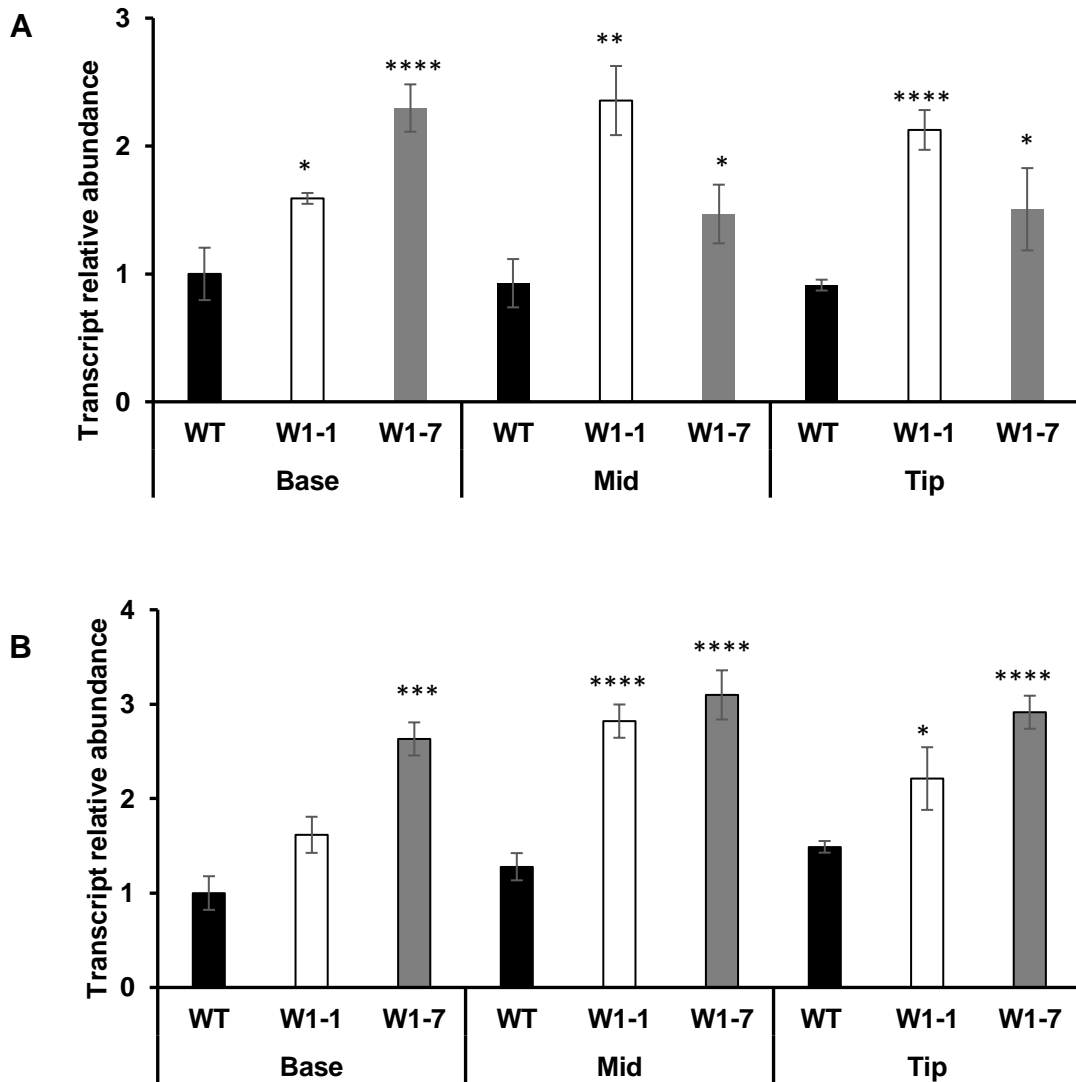 A
Transcript relative abundance
3
2
1
0
*
****
**
*
****
*
WT W1-1 W1-7 WT W1-1 W1-7 WT W1-1 W1-7
Base Mid Tip
B
Transcript relative abundance
4
3
2
1
0
***
****
****
*
****
WT W1-1 W1-7 WT W1-1 W1-7 WT W1-1 W1-7
Base Mid Tip